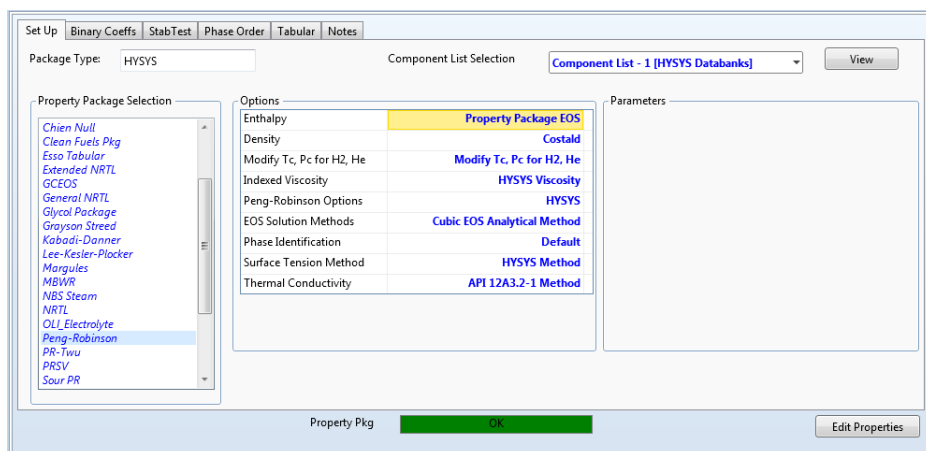 Set Up Binary Coeffs StabTest Phase Order Tabular Notes
Package Type: HYSYS Component List Selection Component List - 1 [HYSYS Databanks] View
Property Package Selection
Chien Null
Clean Fuels Pkg
Esso Tabular
Extended NRTL
GCEOS
General NRTL
Glycol Package
Grayson Streed
Kabadi-Danner
Lee-Kesler-Plocker
Margules
MBWR
NBS Steam
NRTL
OLI_Electrolyte
Peng-Robinson
PR-Twu
PRSV
Sour PR
Options
Enthalpy Property Package EOS
Density Costald
Modify Tc, Pc for H2, He Modify Tc, Pc for H2, He
Indexed Viscosity HYSYS Viscosity
Peng-Robinson Options HYSYS
EOS Solution Methods Cubic EOS Analytical Method
Phase Identification Default
Surface Tension Method HYSYS Method
Thermal Conductivity API 12A3.2-1 Method
Parameters
Property Pkg OK Edit Properties